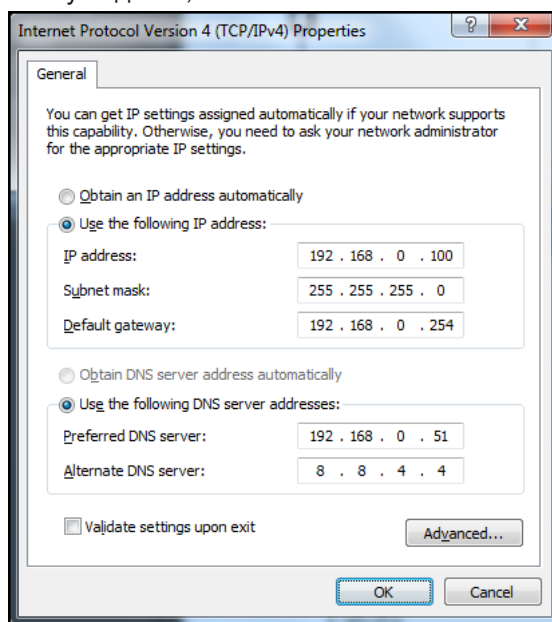 Internet Protocol Version 4 (TCP/IPv4) Properties
General
You can get IP settings assigned automatically if your network supports
this capability. Otherwise, you need to ask your network administrator
for the appropriate IP settings.
Obtain an IP address automatically
Use the following IP address:
IP address: 192 . 168 . 0 . 100
Subnet mask: 255 . 255 . 255 . 0
Default gateway: 192 . 168 . 0 . 254
Obtain DNS server address automatically
Use the following DNS server addresses:
Preferred DNS server: 192 . 168 . 0 . 51
Alternate DNS server: 8 . 8 . 4 . 4
Validate settings upon exit
Advanced...
OK Cancel